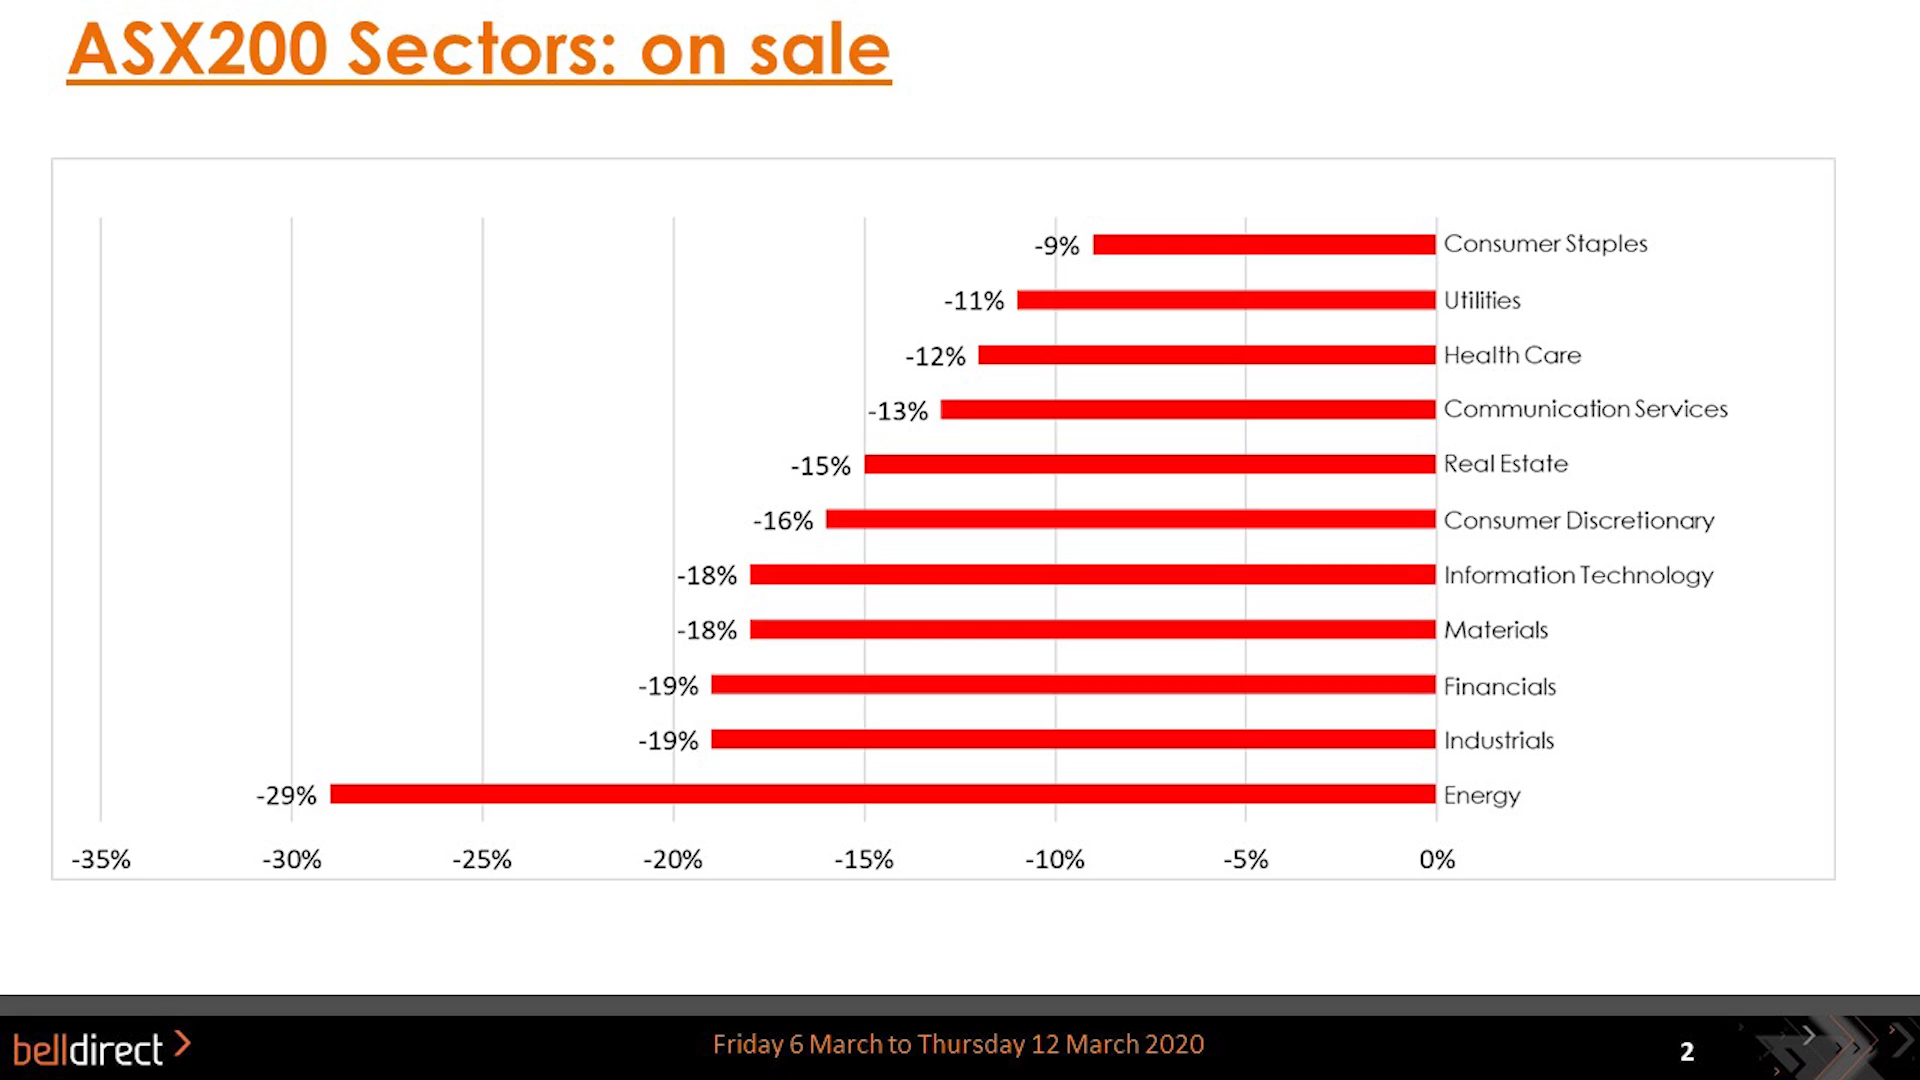 ASX200 Sectors: on sale
-9% Consumer Staples
-11% Utilities
-12% Health Care
-13% Communication Services
-15% Real Estate
-16% Consumer Discretionary
-18% Information Technology
-18% Materials
-19% Financials
-19% Industrials
-29% Energy
-35% -30% -25% -20% -15% -10% -5% 0%
belldirect
Friday 6 March to Thursday 12 March 2020
2